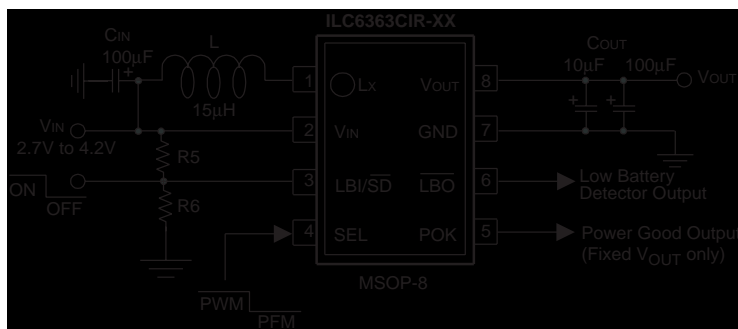 ILC6363CIR-XX
CIN
100µF
+
L
15µH
COUT
10µF
100µF
+
+
VOUT
1
LX
VOUT
8
VIN
2.7V to 4.2V
2
VIN
GND
7
R5
ON
OFF
3
LBI/SD
LBO
6
Low Battery
Detector Output
R6
4
SEL
POK
5
Power Good Output
(Fixed VOUT only)
MSOP-8
PWM
PFM